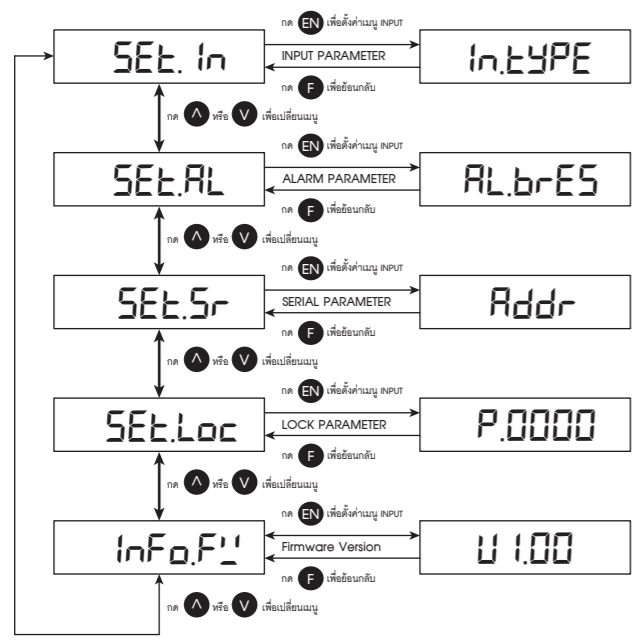 กด EN เพื่อตั้งค่าเมนู INPUT
SEt. In
INPUT PARAMETER
In.tYPE
กด F เพื่อย้อนกลับ
กด ∧ หรือ V เพื่อเปลี่ยนเมนู
กด EN เพื่อตั้งค่าเมนู INPUT
SEt.AL
ALARM PARAMETER
AL.brES
กด F เพื่อย้อนกลับ
กด ∧ หรือ V เพื่อเปลี่ยนเมนู
กด EN เพื่อตั้งค่าเมนู INPUT
SEt.Sr
SERIAL PARAMETER
Addr
กด F เพื่อย้อนกลับ
กด ∧ หรือ V เพื่อเปลี่ยนเมนู
กด EN เพื่อตั้งค่าเมนู INPUT
SEt.Loc
LOCK PARAMETER
P.0000
กด F เพื่อย้อนกลับ
กด ∧ หรือ V เพื่อเปลี่ยนเมนู
กด EN เพื่อตั้งค่าเมนู INPUT
InFo.FW
Firmware Version
V 1.00
กด F เพื่อย้อนกลับ
กด ∧ หรือ V เพื่อเปลี่ยนเมนู